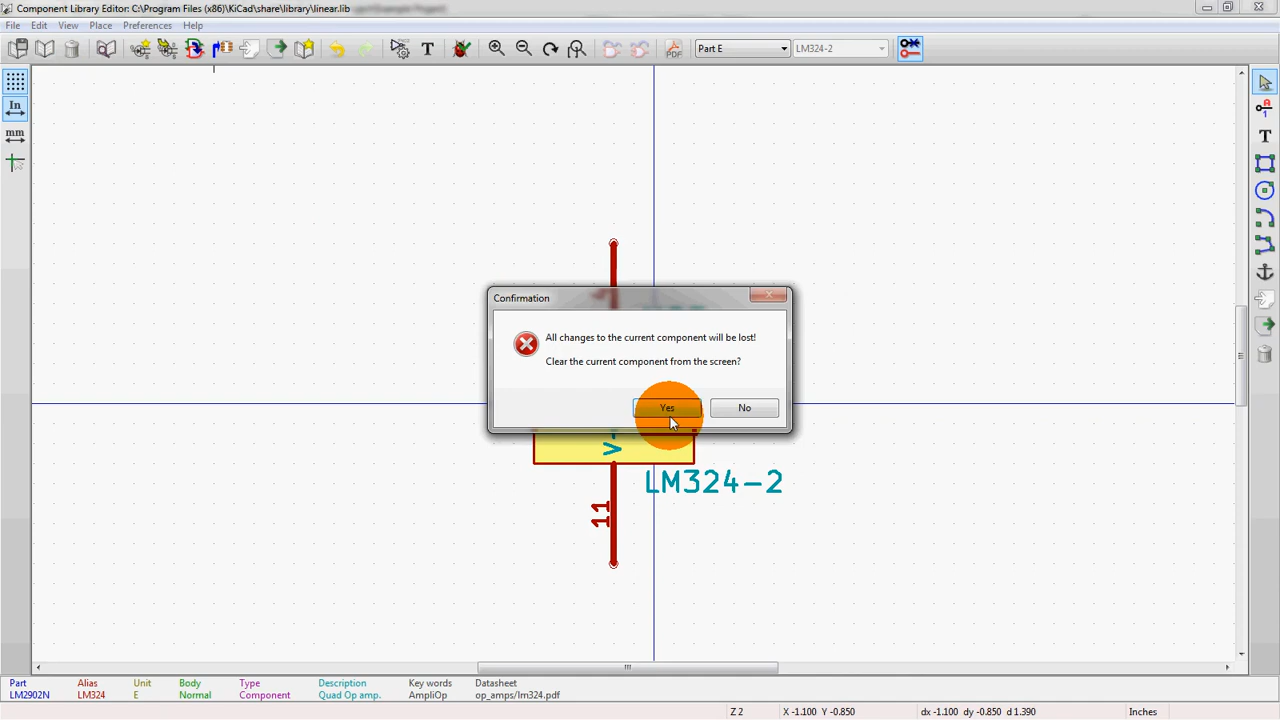 Component Library Editor: C:\Program Files (x86)\KiCad\share\library\linear.lib
File Edit View Place Preferences Help
T PDF Part E LM324-2
In
mm
A
1
T
Confirmation
All changes to the current component will be lost!
Clear the current component from the screen?
Yes No
V-
LM324-2
11
Part Alias Unit Body Type Description Key words Datasheet
LM2902N LM324 E Normal Component Quad Op amp. AmpliOp op_amps/lm324.pdf
Z 2 X -1.100 Y -0.850 dx -1.100 dy -0.850 d 1.390 Inches